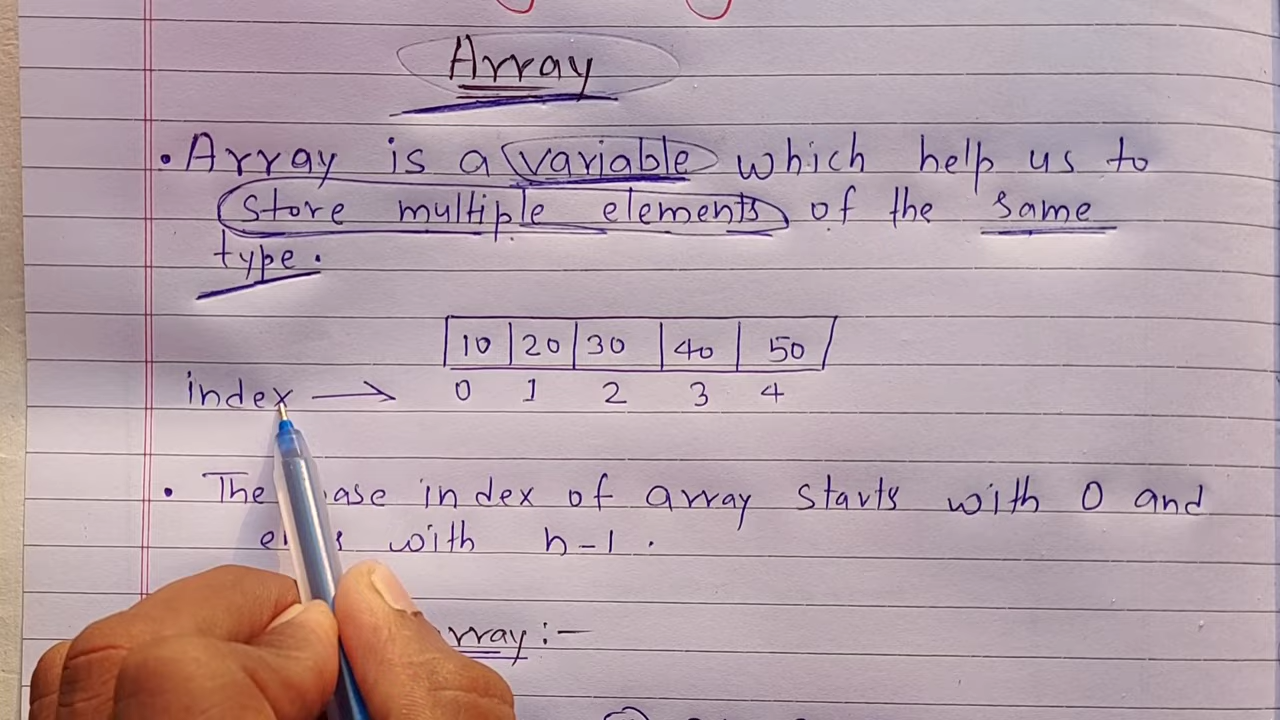 Array
• Array is a variable which help us to
store multiple elements of the same
type.
10 20 30 40 50
index → 0 1 2 3 4
• The index of array starts with 0 and
with n-1.
:-